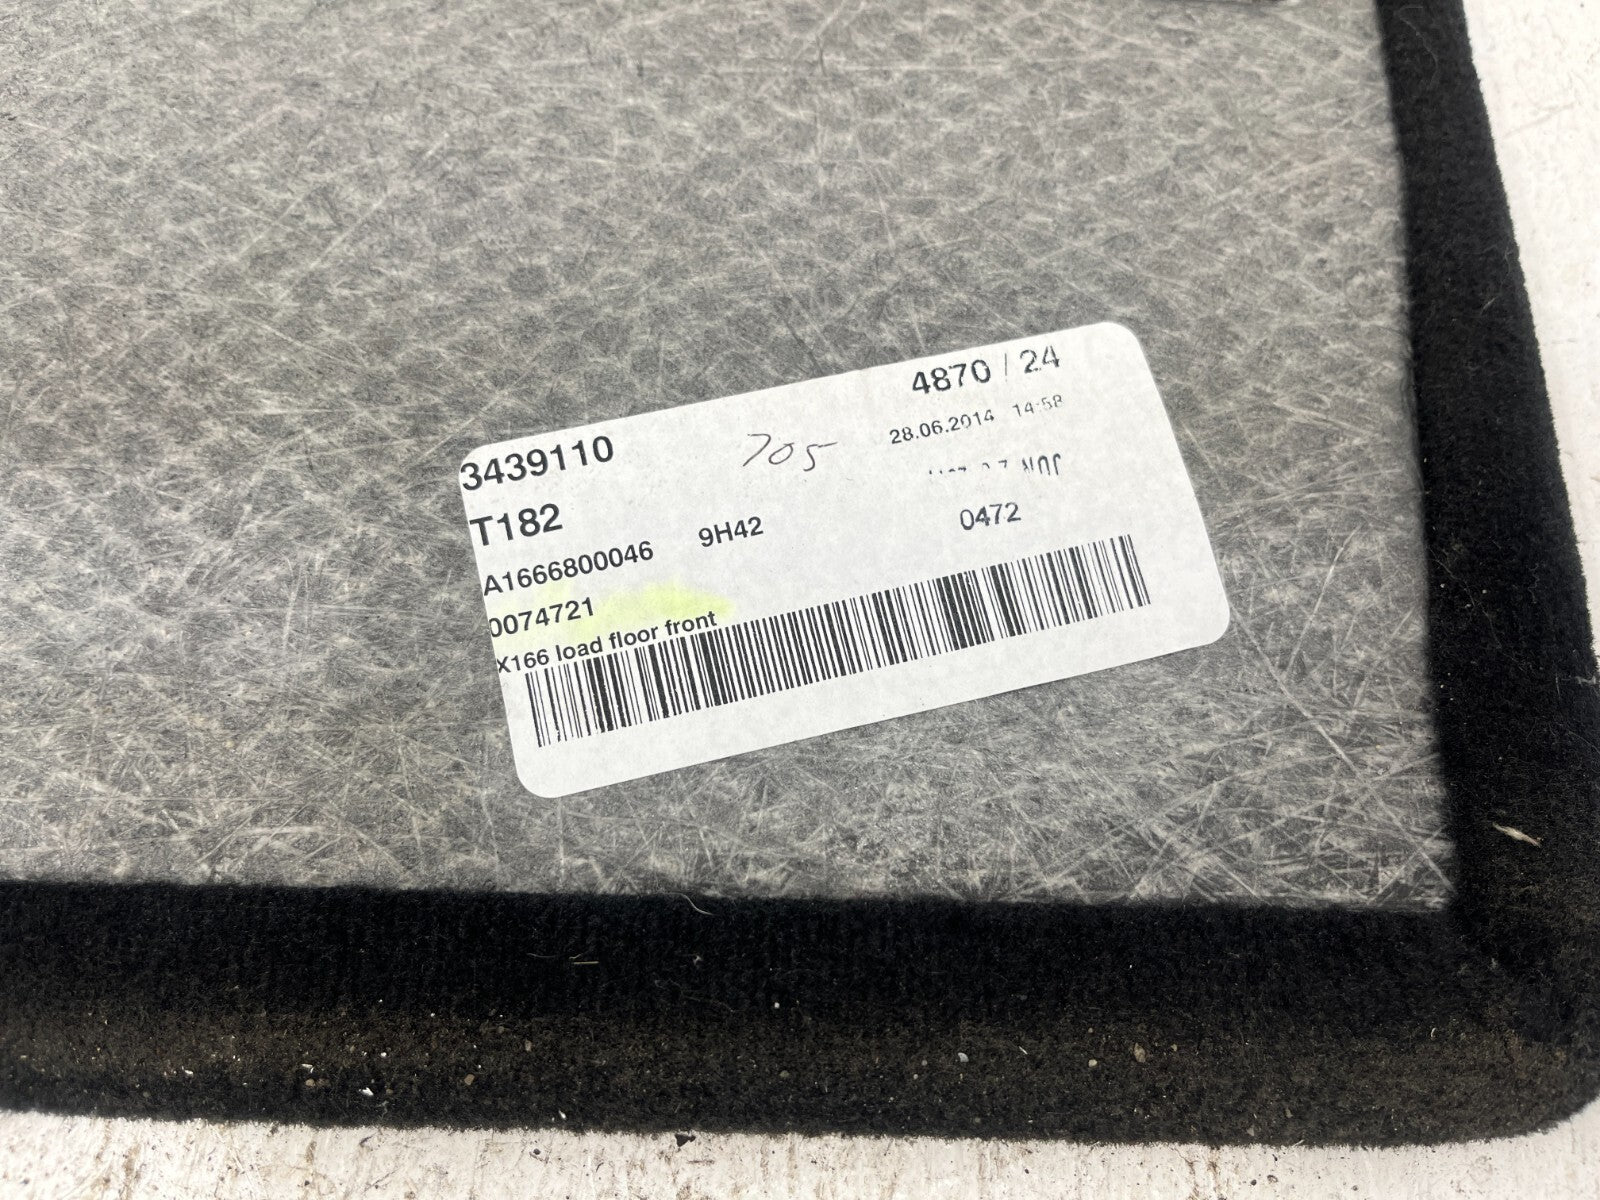 4870 / 24
3439110
705
28.06.2014 14:58
T182
9H42
0472
A1666800046
0074721
X166 load floor front